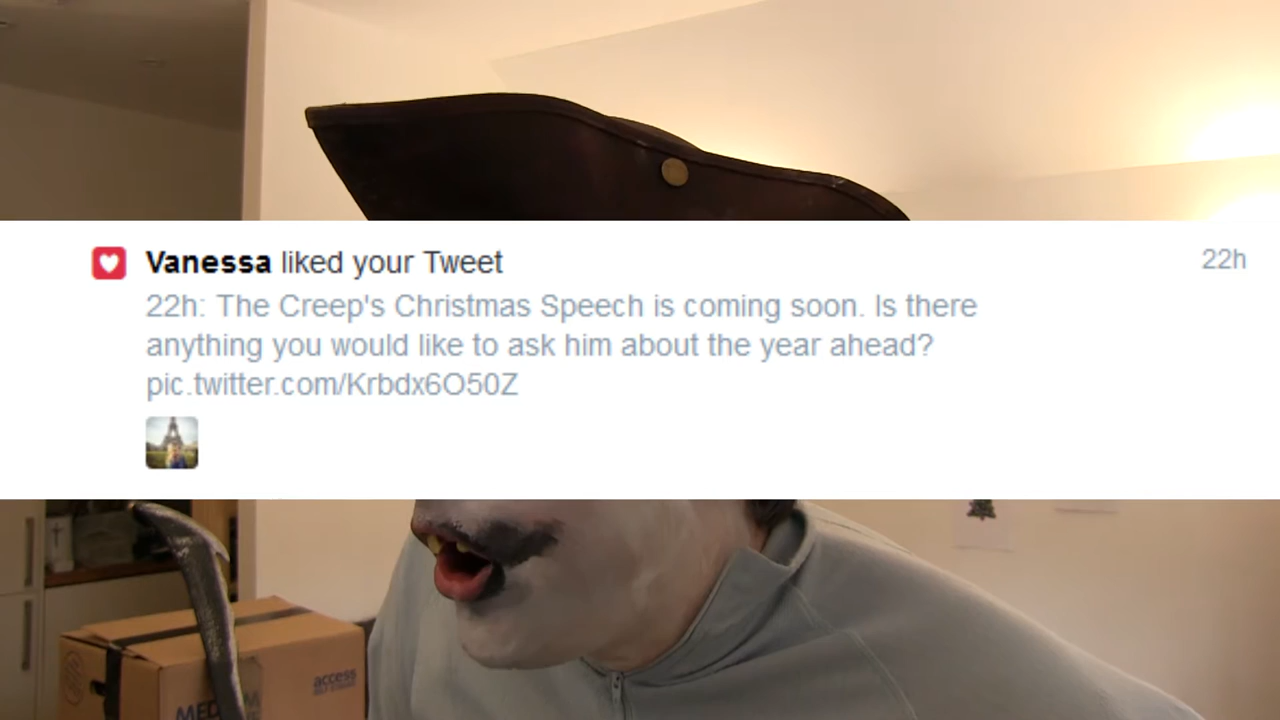 Vanessa liked your Tweet
22h
22h: The Creep's Christmas Speech is coming soon. Is there
anything you would like to ask him about the year ahead?
pic.twitter.com/Krbdx6O50Z
access
MED